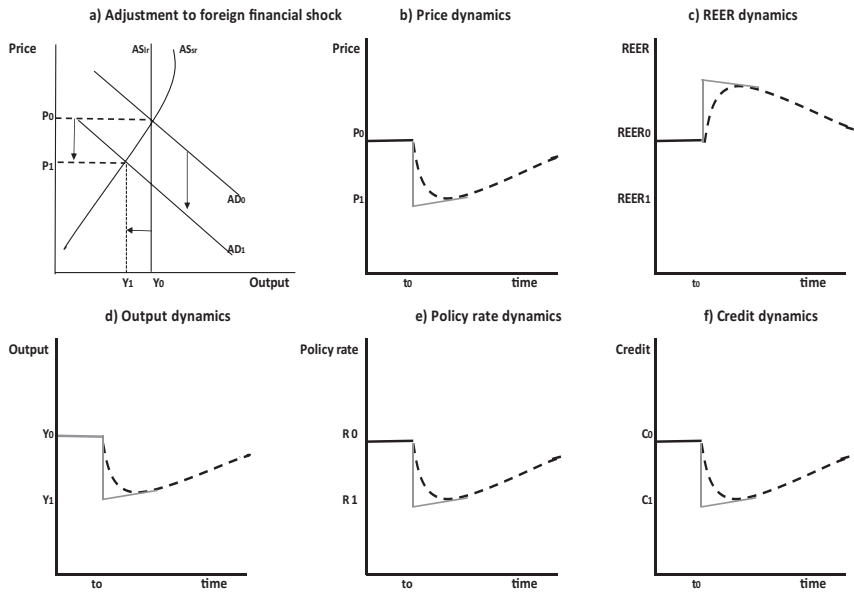 a) Adjustment to foreign financial shock
Price
ASlr
ASsr
P0
P1
AD0
AD1
Y1
Y0
Output
b) Price dynamics
Price
P0
P1
t0
time
c) REER dynamics
REER
REER0
REER1
t0
time
d) Output dynamics
Output
Y0
Y1
to
time
e) Policy rate dynamics
Policy rate
R 0
R 1
to
time
f) Credit dynamics
Credit
C0
C1
t0
time